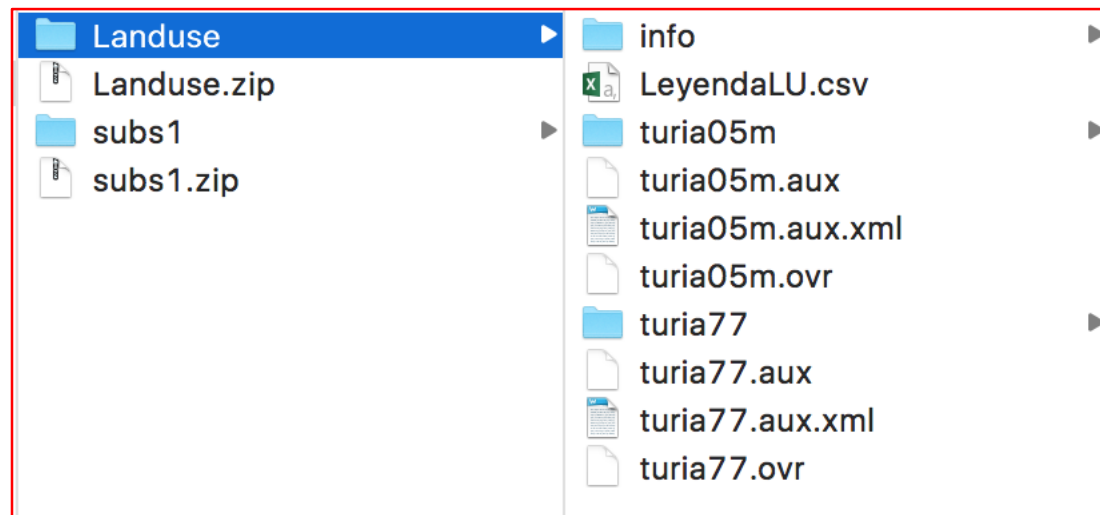 Landuse
Landuse.zip
subs1
subs1.zip
info
LeyendaLU.csv
turia05m
turia05m.aux
turia05m.aux.xml
turia05m.ovr
turia77
turia77.aux
turia77.aux.xml
turia77.ovr